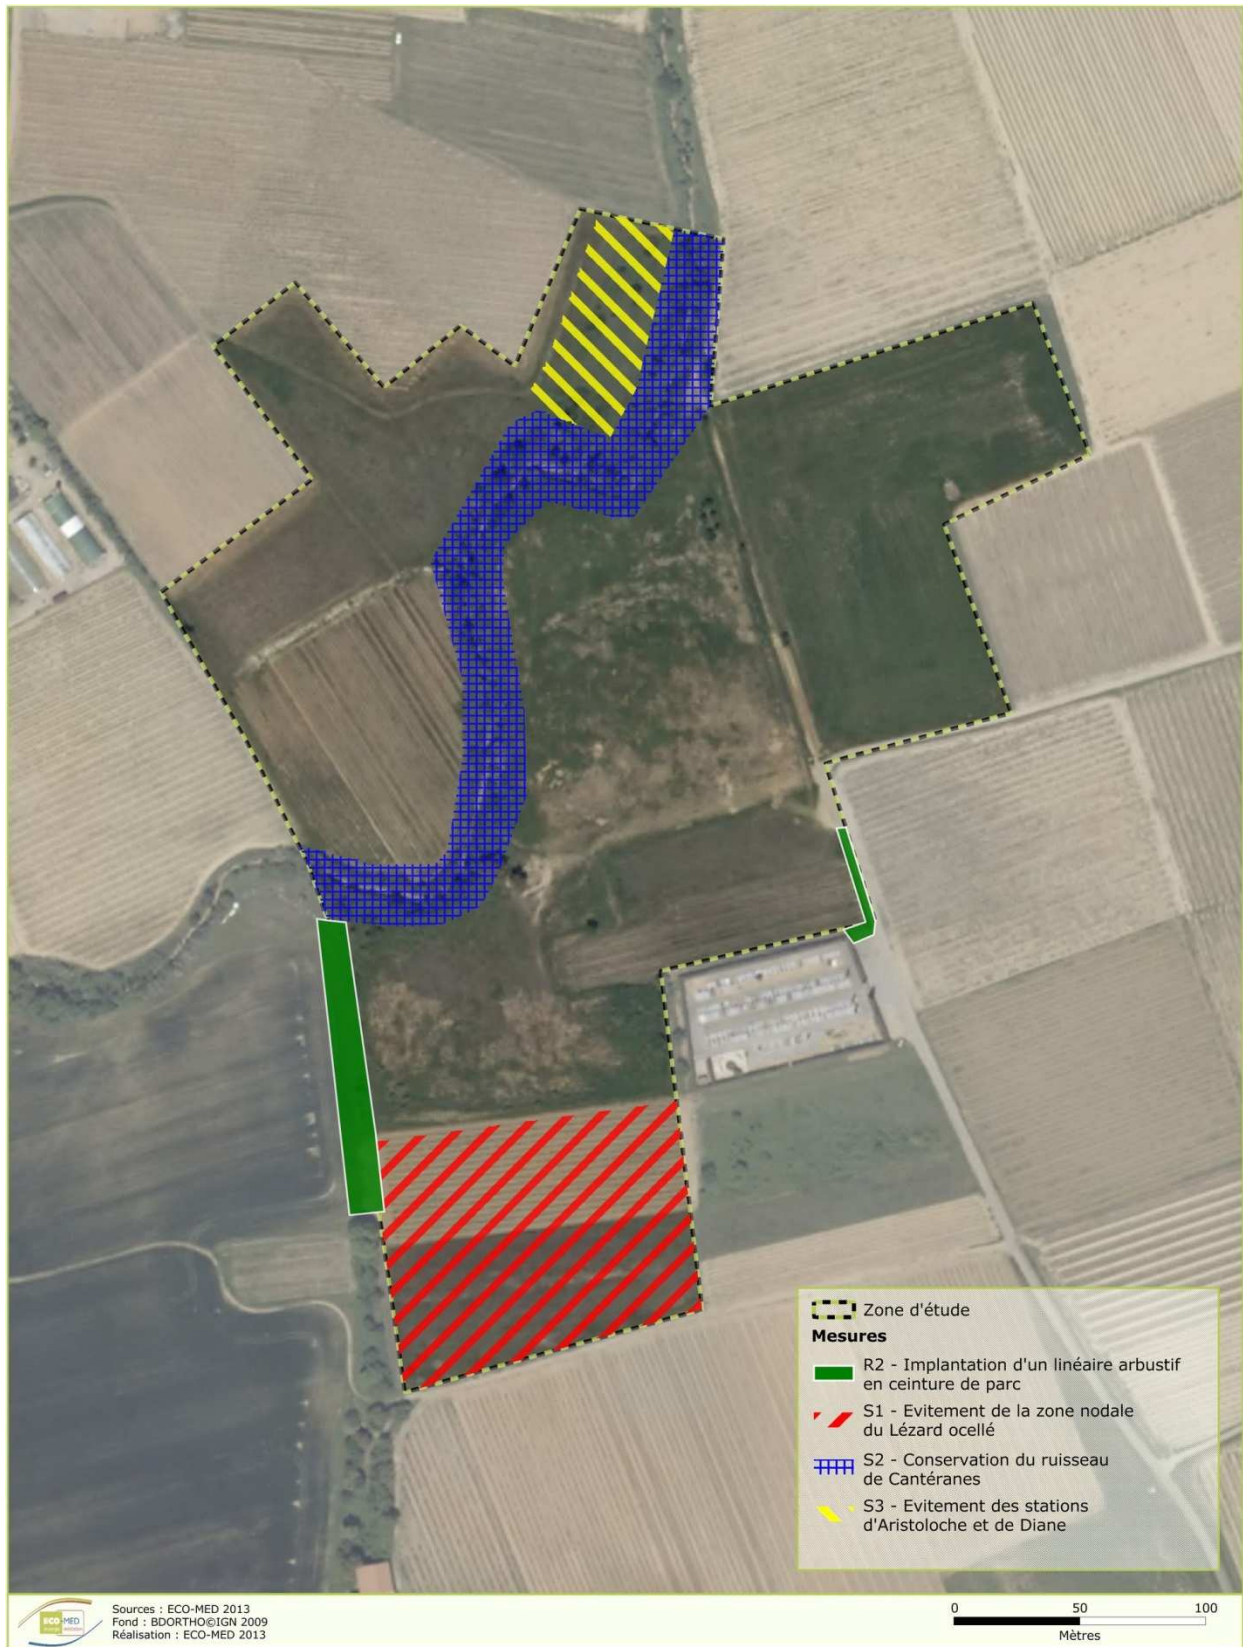 Zone d'étude
Mesures
R2 - Implantation d'un linéaire arbustif
en ceinture de parc
S1 - Evitement de la zone nodale
du Lézard ocellé
S2 - Conservation du ruisseau
de Cantéranes
S3 - Evitement des stations
d'Aristoloche et de Diane
ECO-MED
Sources : ECO-MED 2013
Fond : BDORTHO©IGN 2009
Réalisation : ECO-MED 2013
0 50 100
Mètres